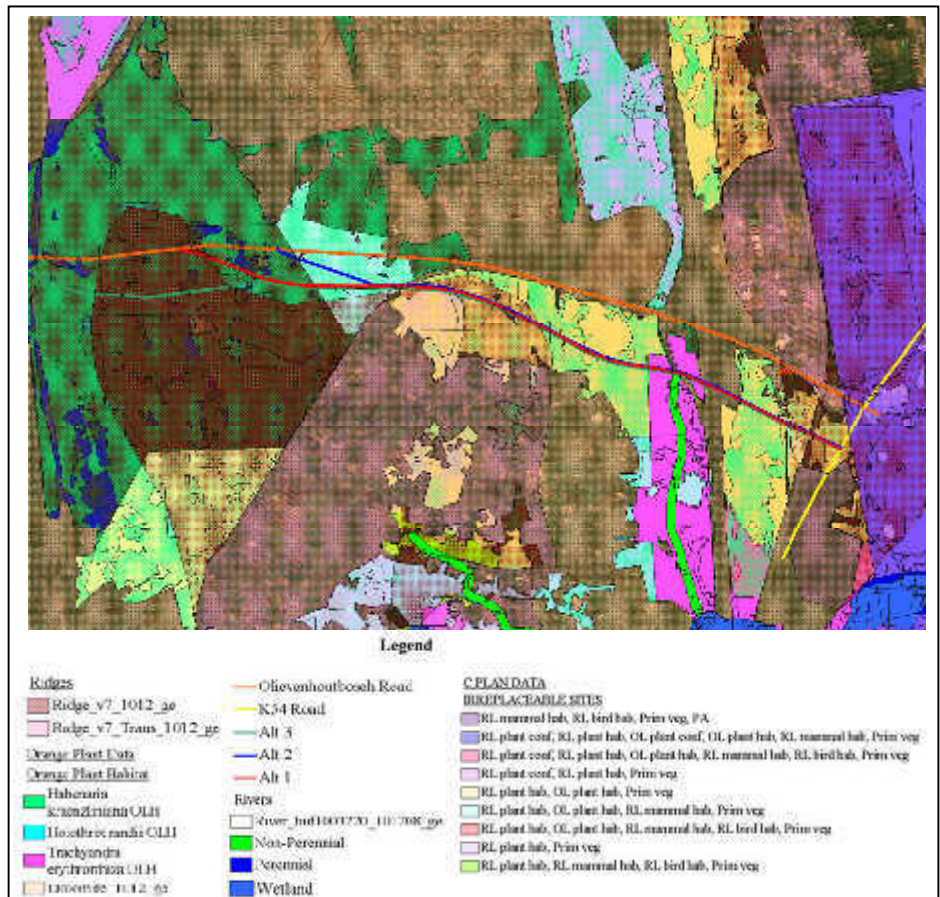 Legend
Ridges
Ridge_v7_1012_ge
Ridge_v7_Trans_1012_ge
Orange Plant Data
Orange Plant Habitat
Habenaria
OLH
OLH
Trachyandra
OLH
1012_ge
Olievenhoutbosch Road
K54 Road
Alt 3
Alt 2
Alt 1
Rivers
Non-Perennial
Perennial
Wetland
C PLAN DATA
IRREPLACEABLE SITES
RL mammal hab, RL bird hab, Prim veg, PA
RL plant conf, RL plant hab, OL plant conf, OL plant hab, RL mammal hab, Prim veg
RL plant conf, RL plant hab, OL plant hab, RL mammal hab, RL bird hab, Prim veg
RL plant conf, RL plant hab, Prim veg
RL plant hab, OL plant hab, Prim veg
RL plant hab, OL plant hab, RL mammal hab, Prim veg
RL plant hab, OL plant hab, RL mammal hab, RL bird hab, Prim veg
RL plant hab, Prim veg
RL plant hab, RL mammal hab, RL bird hab, Prim veg